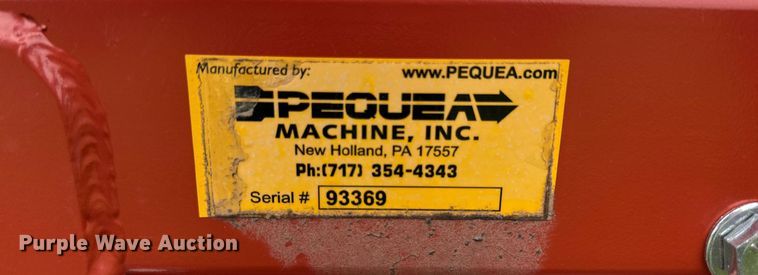 Manufactured by: www.PEQUEA.com
PEQUEA
MACHINE, INC.
New Holland, PA 17557
Ph:(717) 354-4343
Serial # 93369
Purple Wave Auction